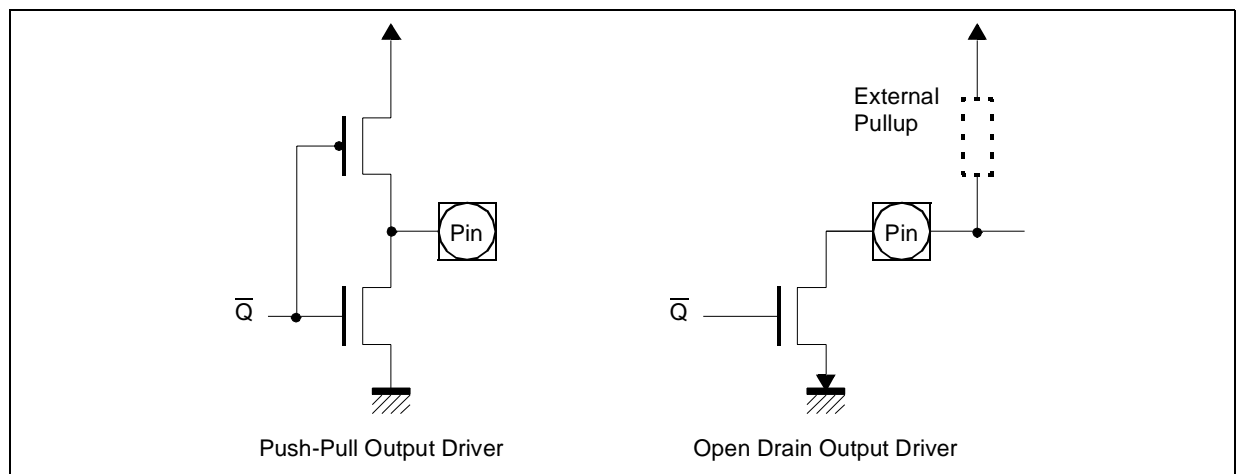 External
Pullup
Pin
Pin
Q̅
Q̅
Push-Pull Output Driver
Open Drain Output Driver